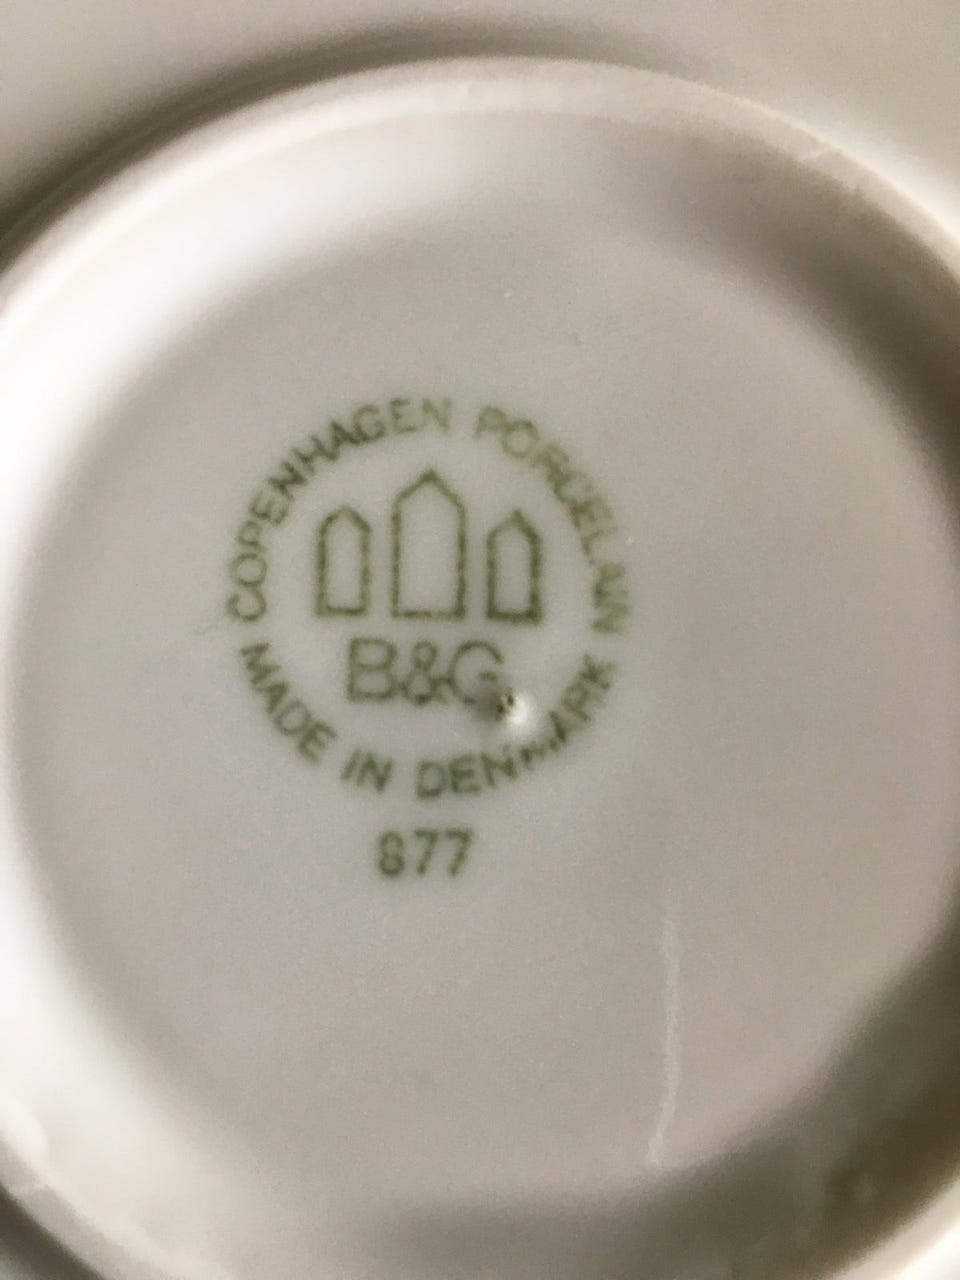 COPENHAGEN PORCELAIN
B&G
MADE IN DENMARK
877